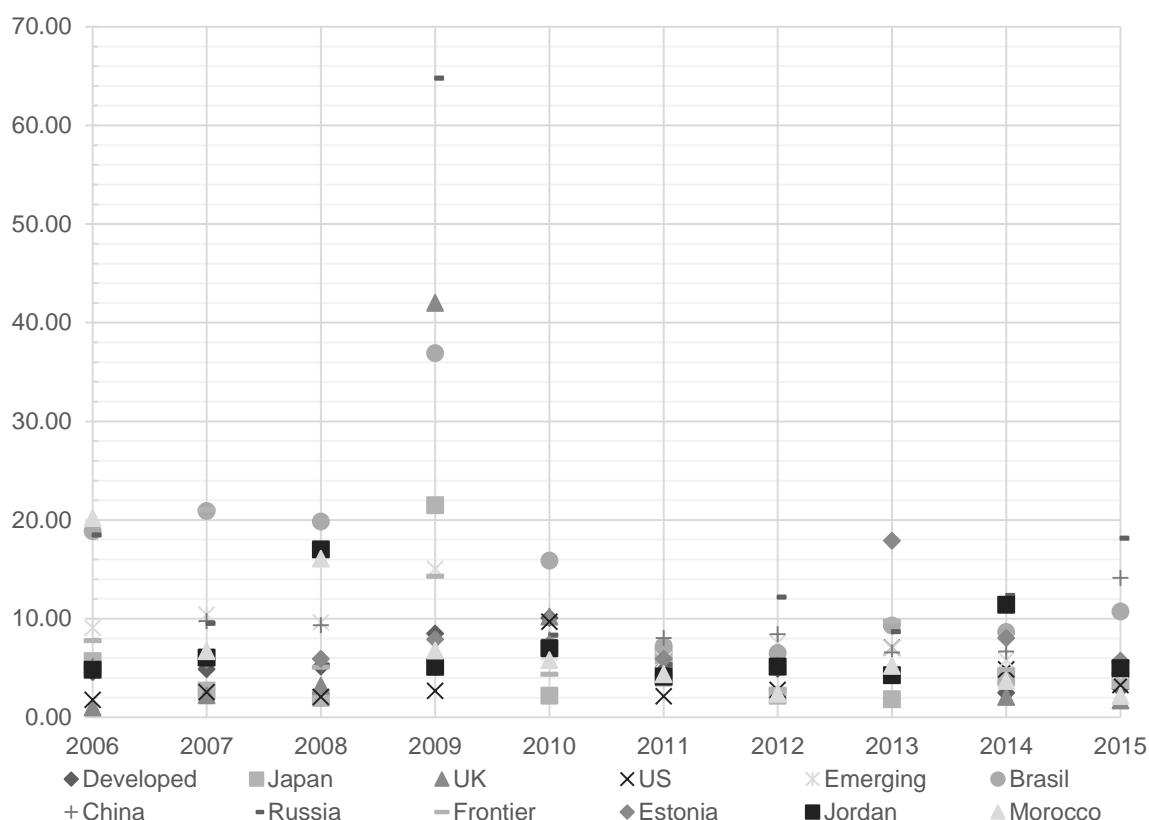 70.00
60.00
50.00
40.00
30.00
20.00
10.00
0.00
2006 2007 2008 2009 2010 2011 2012 2013 2014 2015
Developed Japan UK US Emerging Brasil
China Russia Frontier Estonia Jordan Morocco